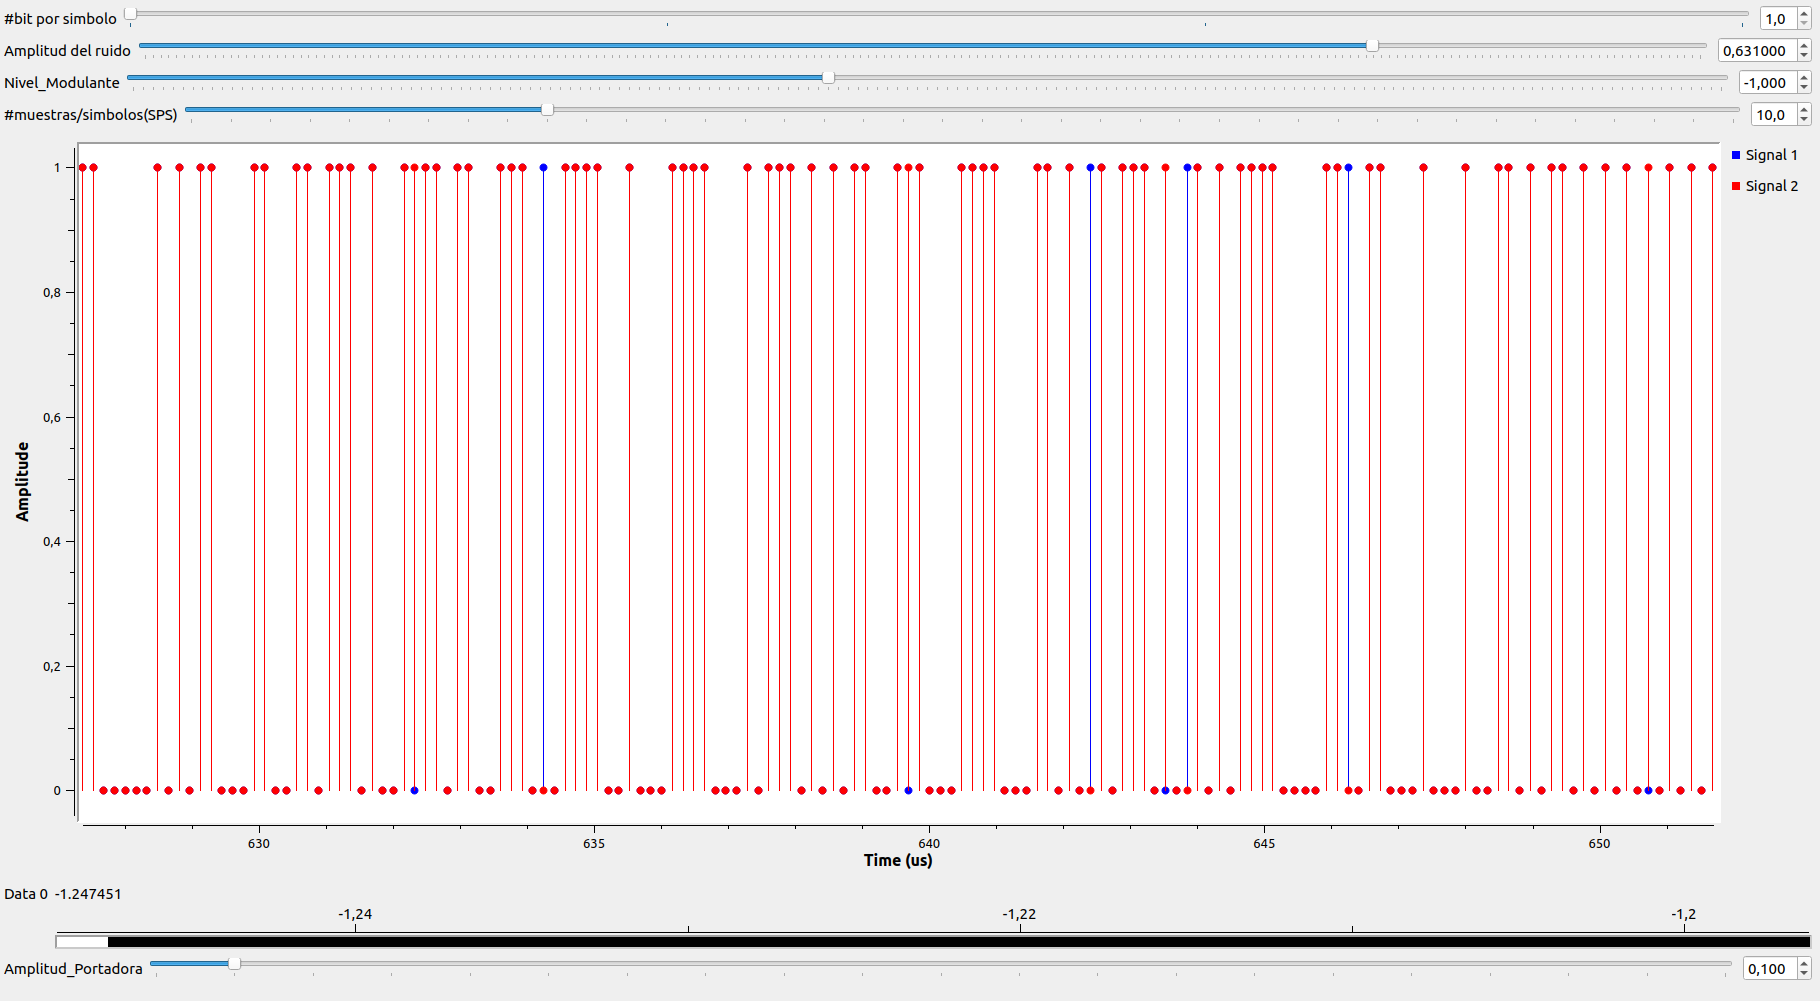 #bit por simbolo 1,0
Amplitud del ruido 0,631000
Nivel_Modulante -1,000
#muestras/simbolos(SPS) 10,0
Signal 1
Signal 2
1
0,8
0,6
0,4
0,2
0
Amplitude
630 635 640 645 650
Time (us)
Data 0 -1.247451
-1,24 -1,22 -1,2
Amplitud_Portadora 0,100